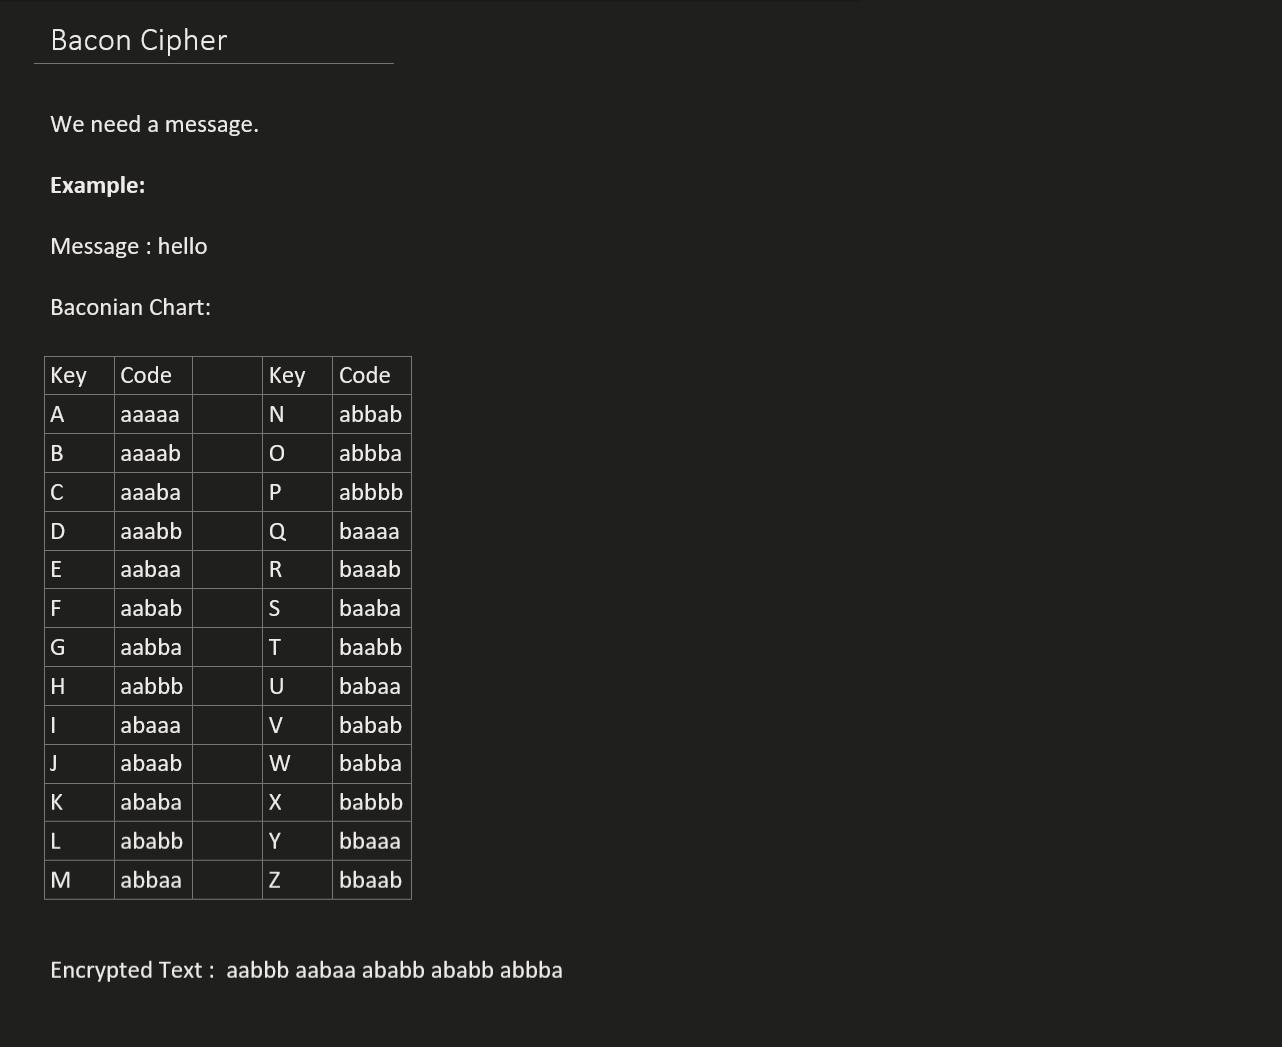 Bacon Cipher
We need a message.
Example:
Message : hello
Baconian Chart:
Key Code Key Code
A aaaaa N abbab
B aaaab O abbba
C aaaba P abbbb
D aaabb Q baaaa
E aabaa R baaab
F aabab S baaba
G aabba T baabb
H aabbb U babaa
I abaaa V babab
J abaab W babba
K ababa X babbb
L ababb Y bbaaa
M abbaa Z bbaab
Encrypted Text : aabbb aabaa ababb ababb abbba